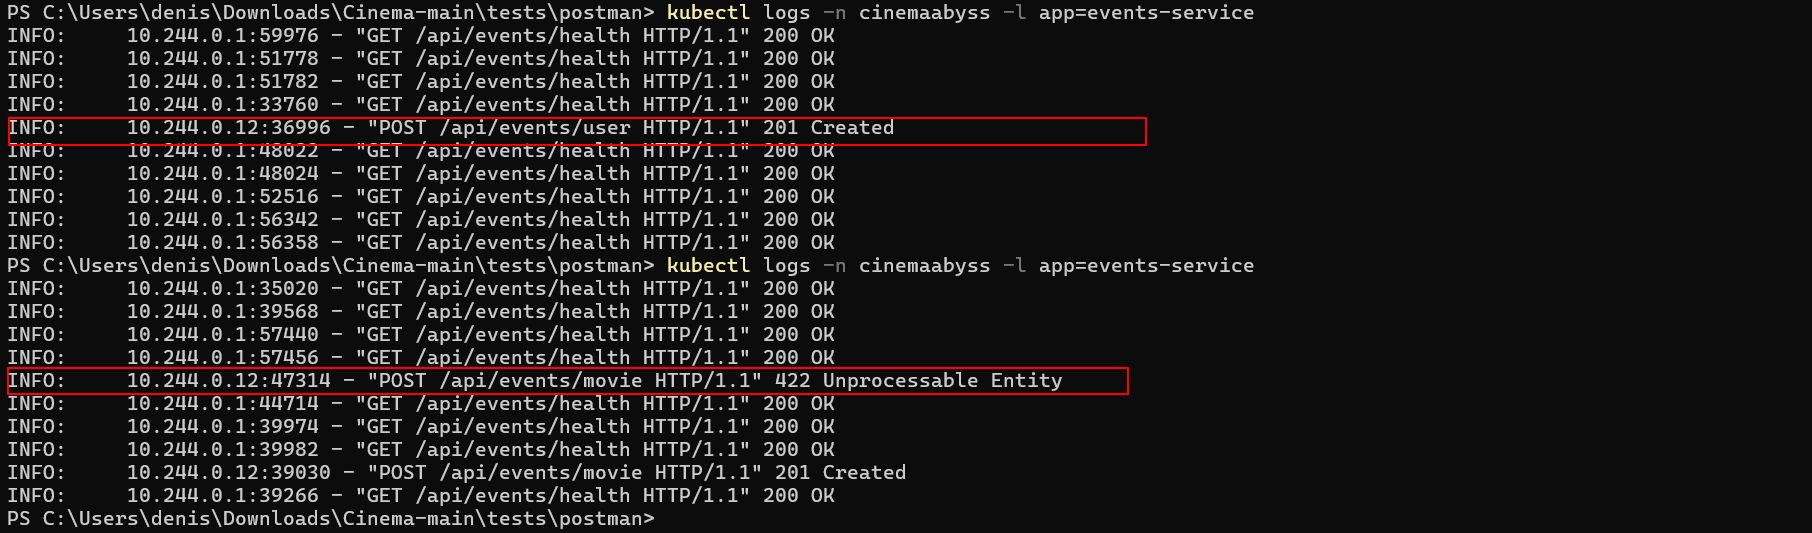 PS C:\Users\denis\Downloads\Cinema-main\tests\postman> kubectl logs -n cinemaabyss -l app=events-service
INFO:     10.244.0.1:59976 - "GET /api/events/health HTTP/1.1" 200 OK
INFO:     10.244.0.1:51778 - "GET /api/events/health HTTP/1.1" 200 OK
INFO:     10.244.0.1:51782 - "GET /api/events/health HTTP/1.1" 200 OK
INFO:     10.244.0.1:33760 - "GET /api/events/health HTTP/1.1" 200 OK
INFO:     10.244.0.12:36996 - "POST /api/events/user HTTP/1.1" 201 Created
INFO:     10.244.0.1:48022 - "GET /api/events/health HTTP/1.1" 200 OK
INFO:     10.244.0.1:48024 - "GET /api/events/health HTTP/1.1" 200 OK
INFO:     10.244.0.1:52516 - "GET /api/events/health HTTP/1.1" 200 OK
INFO:     10.244.0.1:56342 - "GET /api/events/health HTTP/1.1" 200 OK
INFO:     10.244.0.1:56358 - "GET /api/events/health HTTP/1.1" 200 OK
PS C:\Users\denis\Downloads\Cinema-main\tests\postman> kubectl logs -n cinemaabyss -l app=events-service
INFO:     10.244.0.1:35020 - "GET /api/events/health HTTP/1.1" 200 OK
INFO:     10.244.0.1:39568 - "GET /api/events/health HTTP/1.1" 200 OK
INFO:     10.244.0.1:57440 - "GET /api/events/health HTTP/1.1" 200 OK
INFO:     10.244.0.1:57456 - "GET /api/events/health HTTP/1.1" 200 OK
INFO:     10.244.0.12:47314 - "POST /api/events/movie HTTP/1.1" 422 Unprocessable Entity
INFO:     10.244.0.1:44714 - "GET /api/events/health HTTP/1.1" 200 OK
INFO:     10.244.0.1:39974 - "GET /api/events/health HTTP/1.1" 200 OK
INFO:     10.244.0.1:39982 - "GET /api/events/health HTTP/1.1" 200 OK
INFO:     10.244.0.12:39030 - "POST /api/events/movie HTTP/1.1" 201 Created
INFO:     10.244.0.1:39266 - "GET /api/events/health HTTP/1.1" 200 OK
PS C:\Users\denis\Downloads\Cinema-main\tests\postman>